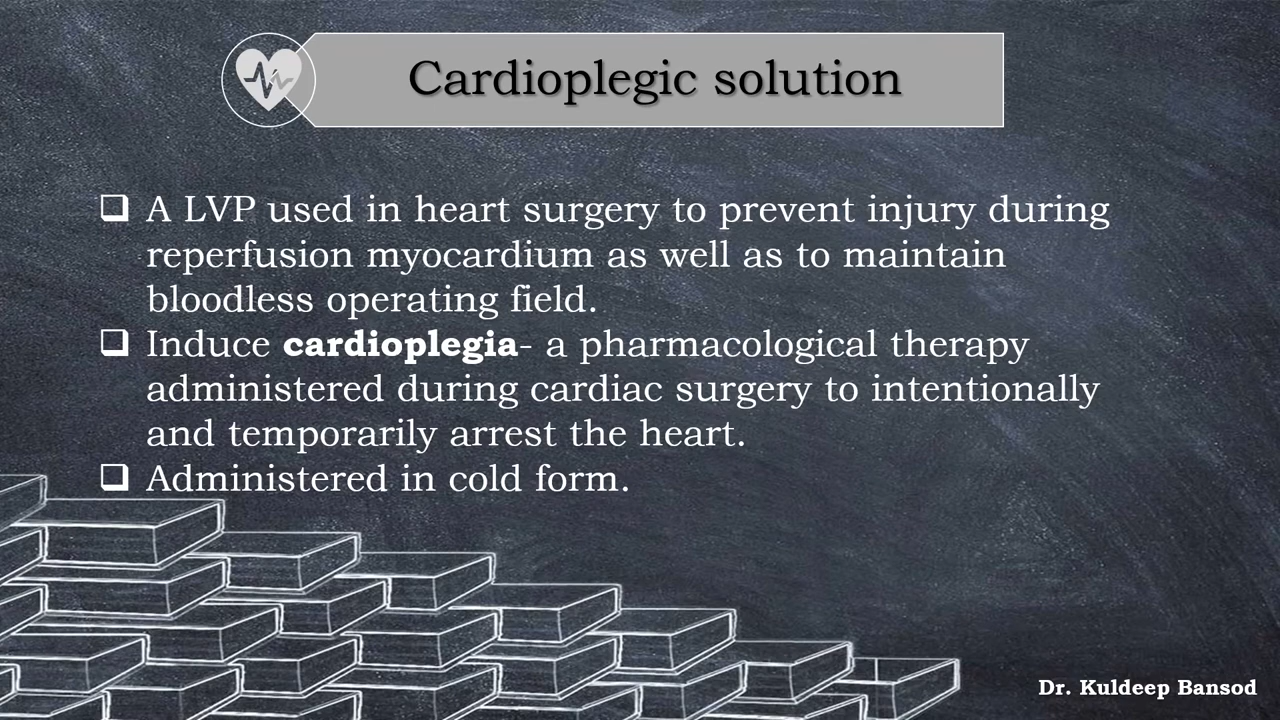 Cardioplegic solution
❑ A LVP used in heart surgery to prevent injury during
reperfusion myocardium as well as to maintain
bloodless operating field.
❑ Induce cardioplegia- a pharmacological therapy
administered during cardiac surgery to intentionally
and temporarily arrest the heart.
❑ Administered in cold form.
Dr. Kuldeep Bansod